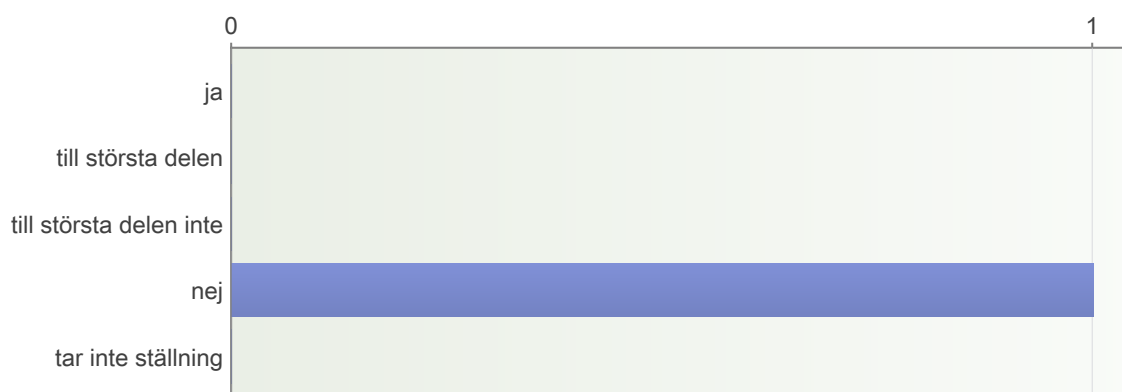 0 1
ja
till största delen
till största delen inte
nej
tar inte ställning